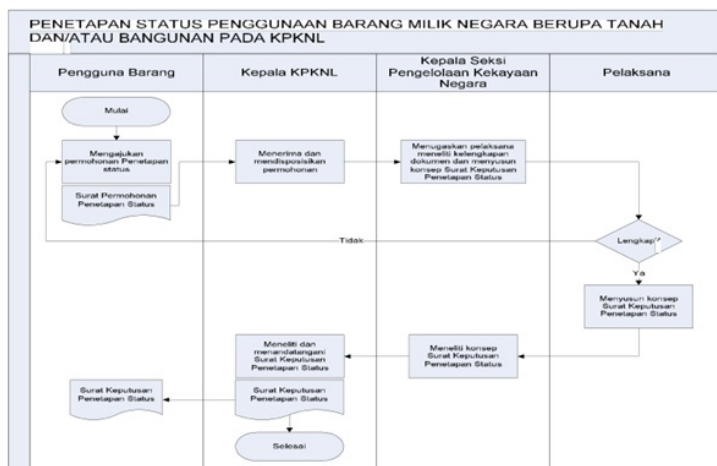 PENETAPAN STATUS PENGGUNAAN BARANG MILIK NEGARA BERUPA TANAH
DAN/ATAU BANGUNAN PADA KPKNL
Pengguna Barang
Kepala KPKNL
Kepala Seksi
Pengelolaan Kekayaan
Negara
Pelaksana
Mulai
Mengajukan
permohonan Penetapan
status
Surat Permohonan
Penetapan Status
Menerima dan
mendisposisikan
permohonan
Menugaskan pelaksana
meneliti kelengkapan
dokumen dan menyusun
konsep Surat Keputusan
Penetapan Status
Lengkap?
Tidak
Ya
Menyusun konsep
Surat Keputusan
Penetapan Status
Meneliti konsep
Surat Keputusan
Penetapan Status
Meneliti dan
menandatangani
Surat Keputusan
Penetapan Status
Surat Keputusan
Penetapan Status
Surat Keputusan
Penetapan Status
Selesai